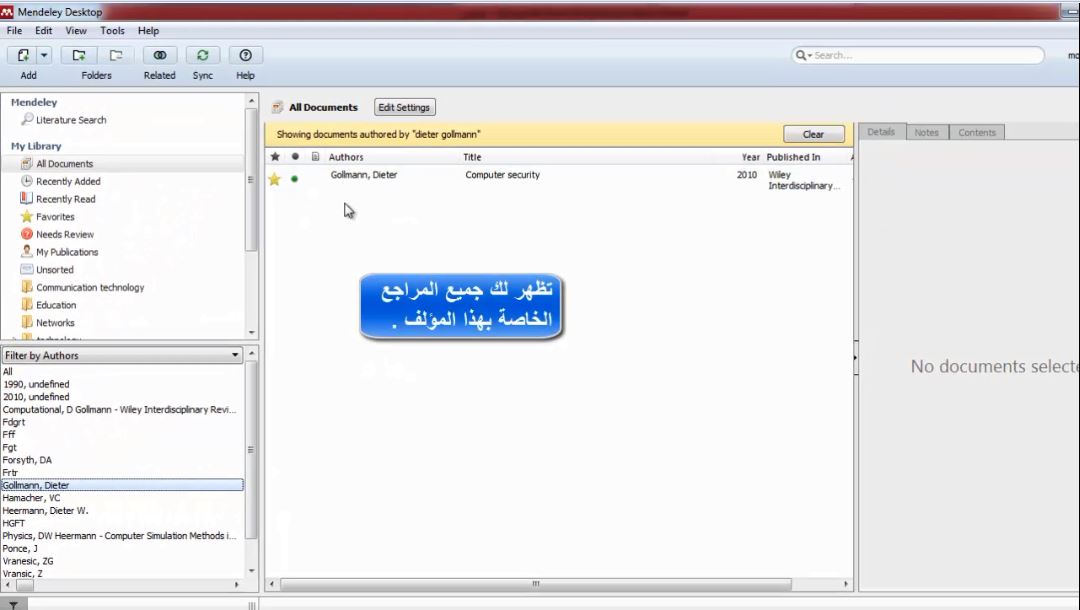 Mendeley Desktop
File Edit View Tools Help
Search...
Add Folders Related Sync Help
Mendeley
Literature Search
My Library
All Documents
Recently Added
Recently Read
Favorites
Needs Review
My Publications
Unsorted
Communication technology
Education
Networks
Filter by Authors
All
1990, undefined
2010, undefined
Computational, D Gollmann - Wiley Interdisciplinary Revi...
Fdgrt
Fff
Fgt
Forsyth, DA
Frtr
Gollmann, Dieter
Hamacher, VC
Heermann, Dieter W.
HGFT
Physics, DW Heermann - Computer Simulation Methods i...
Ponce, J
Vranesic, ZG
Vransic, Z
All Documents Edit Settings
Showing documents authored by "dieter gollmann" Clear
Authors Title Year Published In
Gollmann, Dieter Computer security 2010 Wiley
Interdisciplinary...
تظهر لك جميع المراجع
الخاصة بهذا المؤلف .
Details Notes Contents
No documents selecte